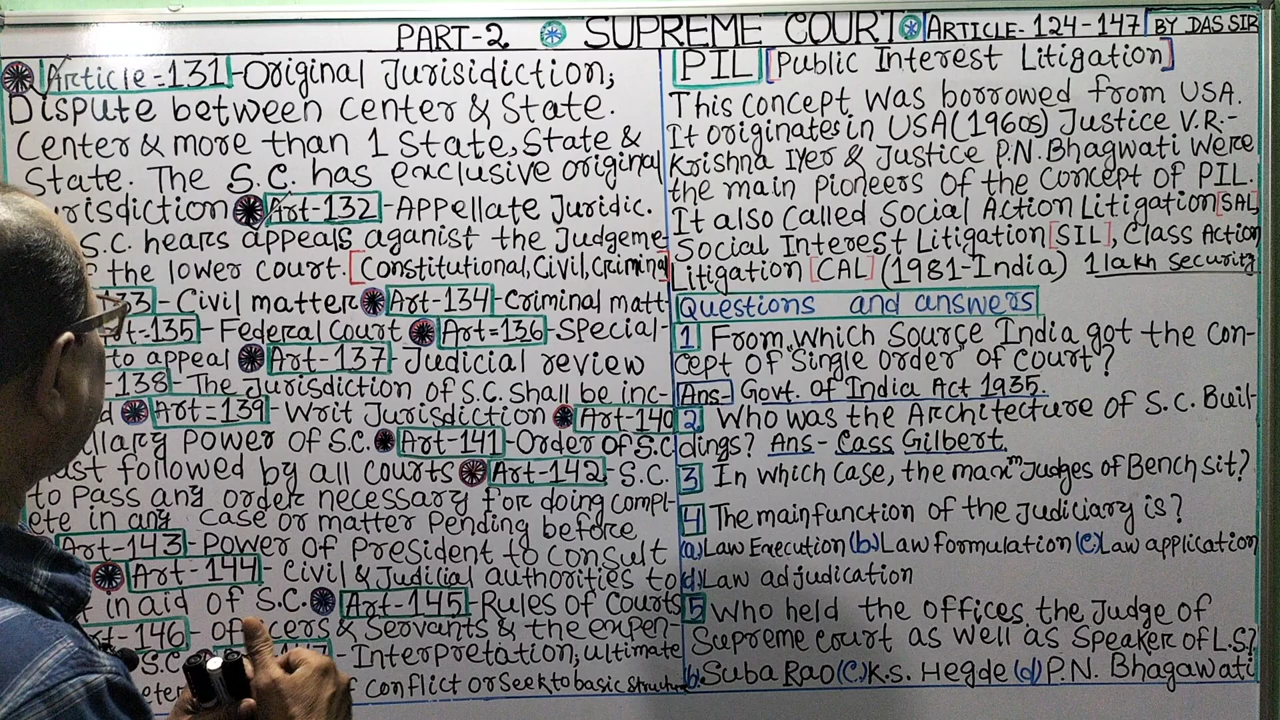 PART-2 SUPREME COURT ARTICLE-124-147 BY DAS SIR
Article=131-Original Jurisidiction;
Dispute between center & State.
Center & more than 1 State, State &
State. The S.C. has exclusive original
urisdiction Art-132-Appellate Juridic.
S.C. hears appeals aganist the Judgeme
the lower court. [Constitutional, Civil, Crimina]
33-Civil matter Art-134-Criminal matt
rt-135-Federal Court Art=136-Special-
to appeal Art-137-Judicial review
-138-The Jurisdiction of S.C. Shall be inc-
d Art=139-Writ Jurisdiction Art-140
illary Power of S.C. Art-141-Order of S.C
ust followed by all courts Art-142-S.C.
to pass any order necessary for doing compl-
ete in any case or matter pending before
Art-143-Power of President to consult
Art-144-Civil & Judicial authorities to
in aid of S.C. Art-145-Rules of Courts
rt-146-officers & Servants & the expen-
S.C -Interpretation, ultimate
eter f conflict or Seek to basic Structure
PIL [Public Interest Litigation]
This concept was borrowed from USA.
It originates in USA (1960s) Justice V.R.-
Krishna Iyer & Justice P.N. Bhagwati Were
the main pioneers of the concept of PIL.
It also called Social Action Litigation [SAL],
Social Interest Litigation [SIL], Class Action
Litigation [CAL] (1981-India) 1 lakh security
Questions and answers
1 From which Source India got the con-
cept of "Single order" of court?
Ans- Govt. of India Act 1935.
2 Who was the Architecture of S.C. Buil-
dings? Ans- Cass Gilbert.
3 In which case, the maxm Judges of Bench sit?
4 The main function of the Judiciary is?
(a) Law Execution (b) Law formulation (c) Law application
(d) Law adjudication
5 Who held the offices the Judge of
Supreme court as well as Speaker of L.S?
(b) Suba Rao (C) K.S. Hegde (d) P.N. Bhagawati